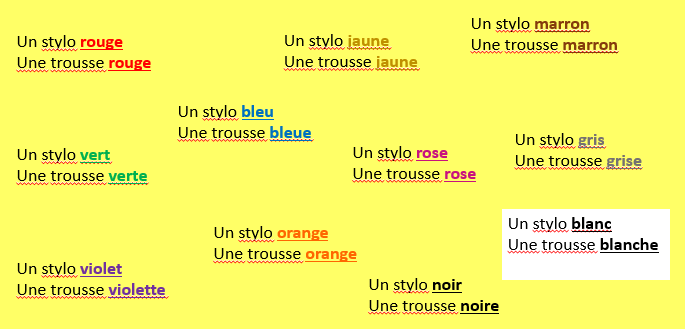 Un stylo rouge
Une trousse rouge
Un stylo jaune
Une trousse jaune
Un stylo marron
Une trousse marron
Un stylo bleu
Une trousse bleue
Un stylo vert
Une trousse verte
Un stylo rose
Une trousse rose
Un stylo gris
Une trousse grise
Un stylo orange
Une trousse orange
Un stylo blanc
Une trousse blanche
Un stylo violet
Une trousse violette
Un stylo noir
Une trousse noire